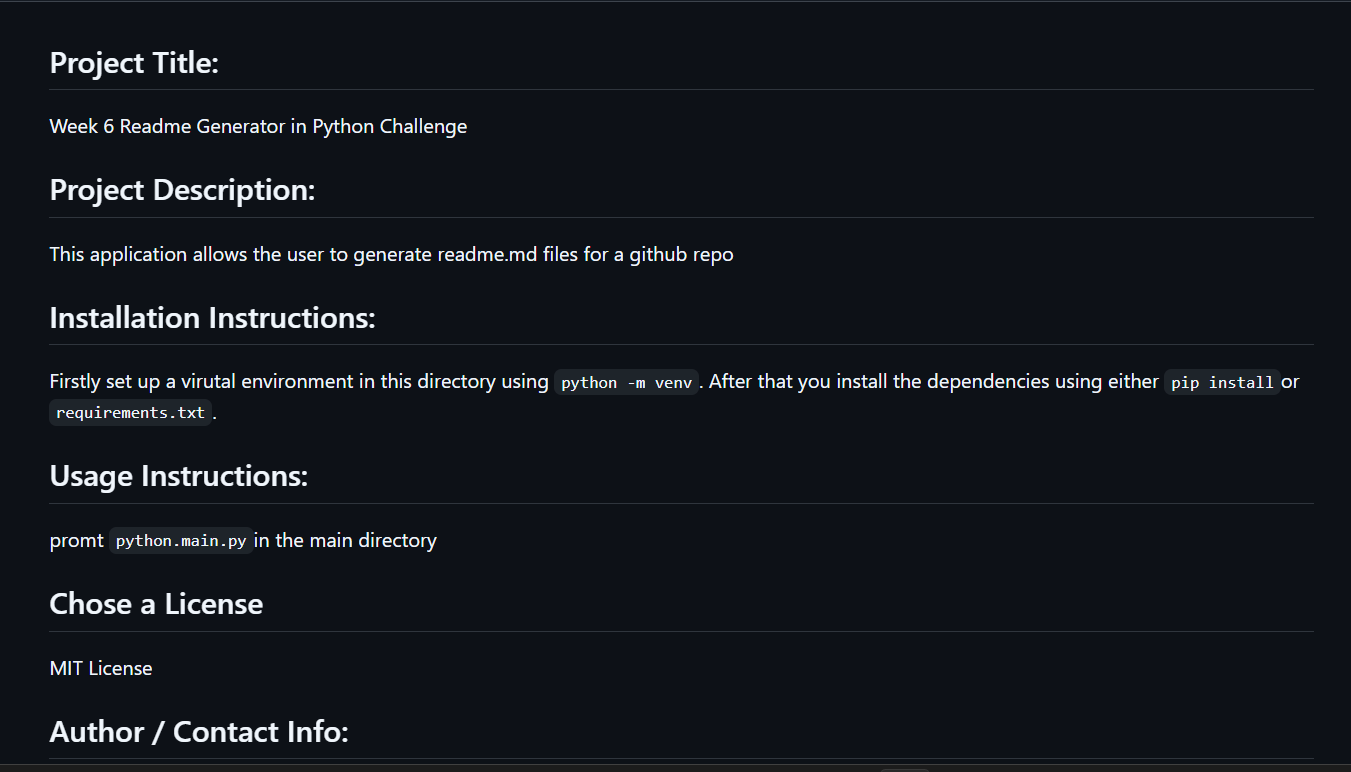 Project Title:
Week 6 Readme Generator in Python Challenge
Project Description:
This application allows the user to generate readme.md files for a github repo
Installation Instructions:
Firstly set up a virutal environment in this directory using python -m venv. After that you install the dependencies using either pip install or
requirements.txt.
Usage Instructions:
promt python.main.py in the main directory
Chose a License
MIT License
Author / Contact Info: